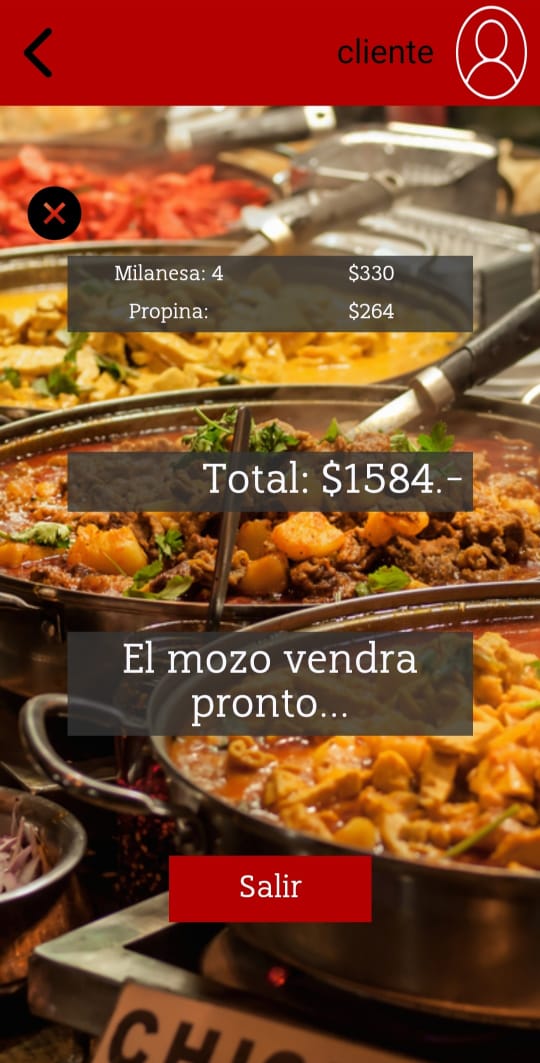 cliente
Milanesa: 4 $330
Propina: $264
Total: $1584.-
El mozo vendra
pronto...
Salir